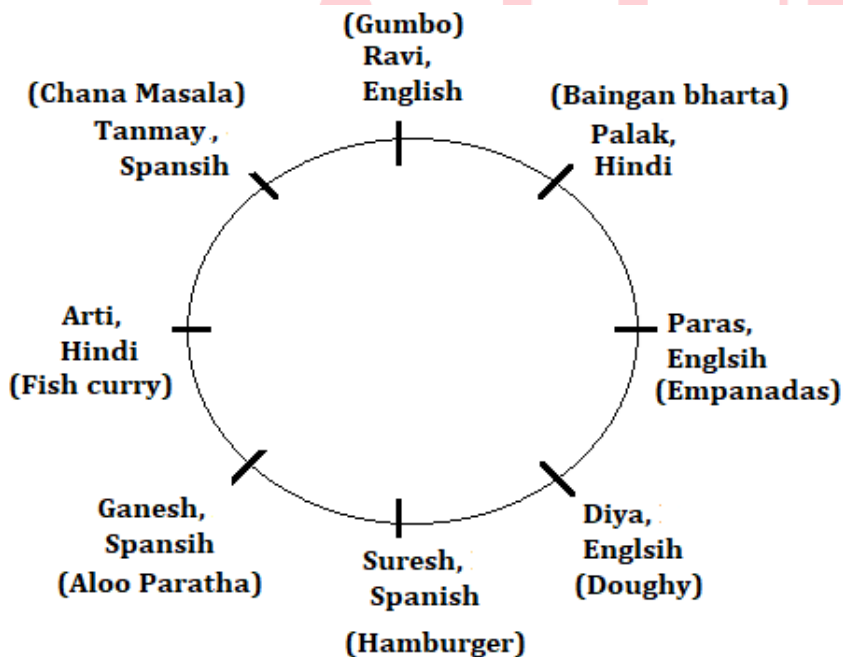 (Gumbo)
Ravi,
English
(Chana Masala)
Tanmay,
Spansih
(Baingan bharta)
Palak,
Hindi
Arti,
Hindi
(Fish curry)
Paras,
Englsih
(Empanadas)
Ganesh,
Spansih
(Aloo Paratha)
Suresh,
Spanish
(Hamburger)
Diya,
Englsih
(Doughy)